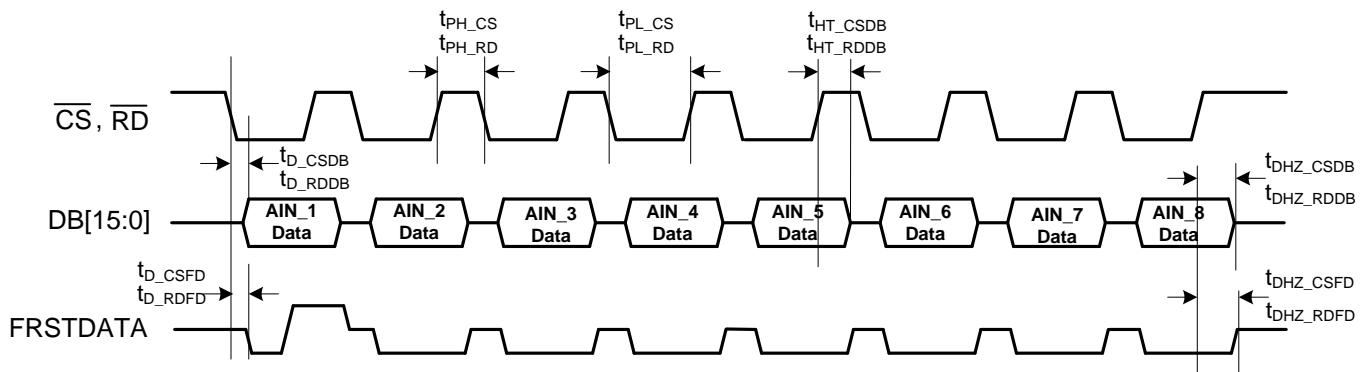 tPH_CS
tPH_RD
tPL_CS
tPL_RD
tHT_CSDB
tHT_RDDB
CS, RD
tD_CSDB
tD_RDDB
tDHZ_CSDB
tDHZ_RDDB
DB[15:0]
AIN_1 Data
AIN_2 Data
AIN_3 Data
AIN_4 Data
AIN_5 Data
AIN_6 Data
AIN_7 Data
AIN_8 Data
tD_CSFD
tD_RDFD
tDHZ_CSFD
tDHZ_RDFD
FRSTDATA